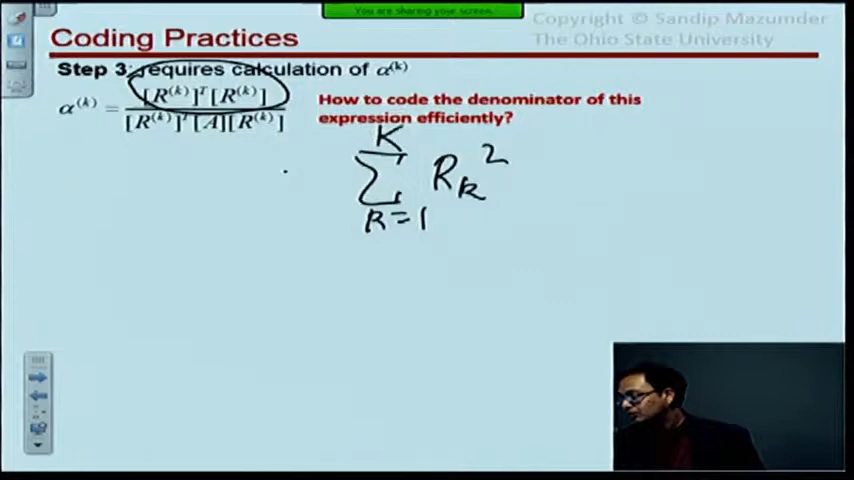 You are sharing your screen.
Copyright © Sandip Mazumder
The Ohio State University
Coding Practices
Step 3: requires calculation of α^(k)
α^(k) = [R^(k)]^T [R^(k)] / [R^(k)]^T [A][R^(k)]
How to code the denominator of this
expression efficiently?
K
∑ R_k^2
k=1